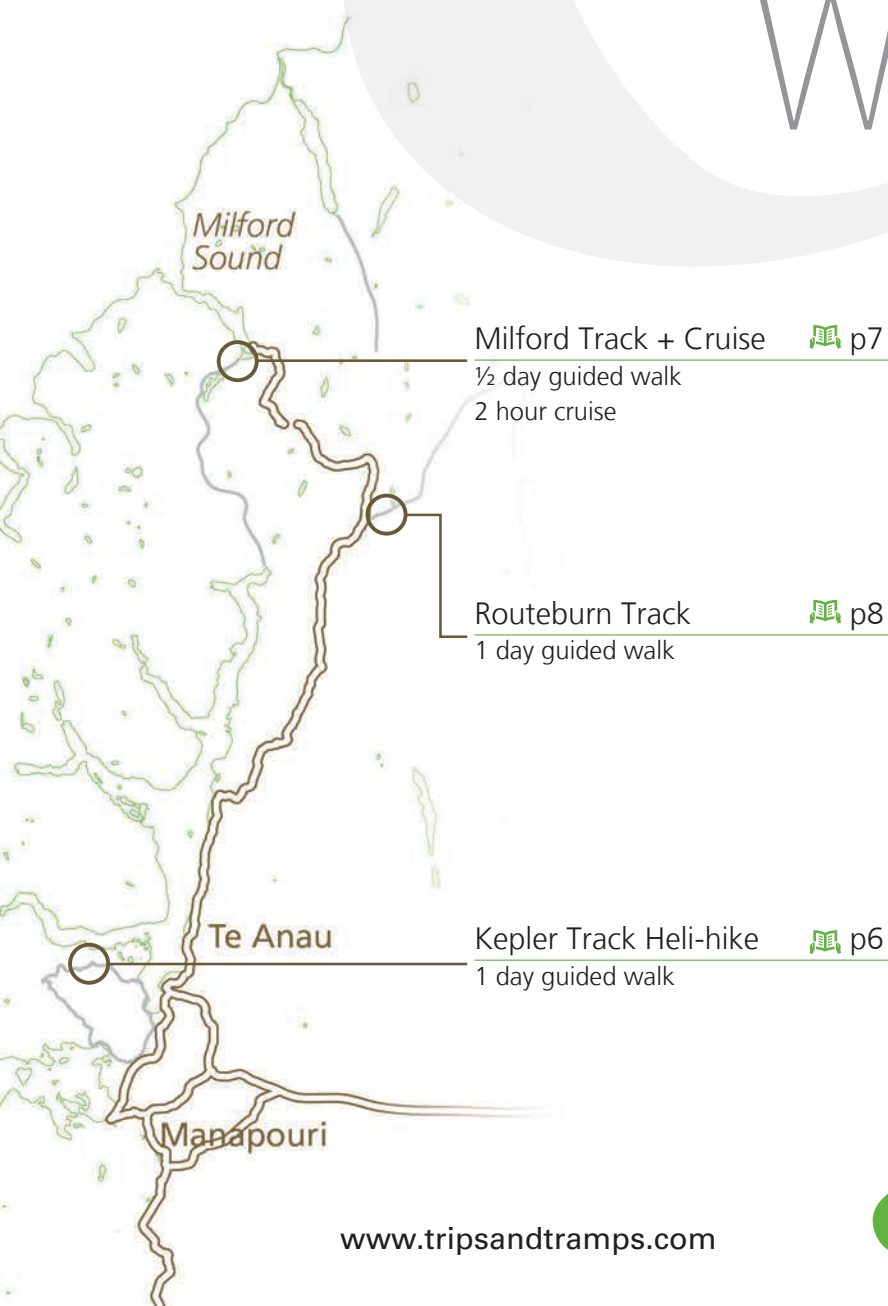 W
Milford
Sound
Milford Track + Cruise p7
½ day guided walk
2 hour cruise
Routeburn Track p8
1 day guided walk
Te Anau
Kepler Track Heli-hike p6
1 day guided walk
Manapouri
www.tripsandtramps.com